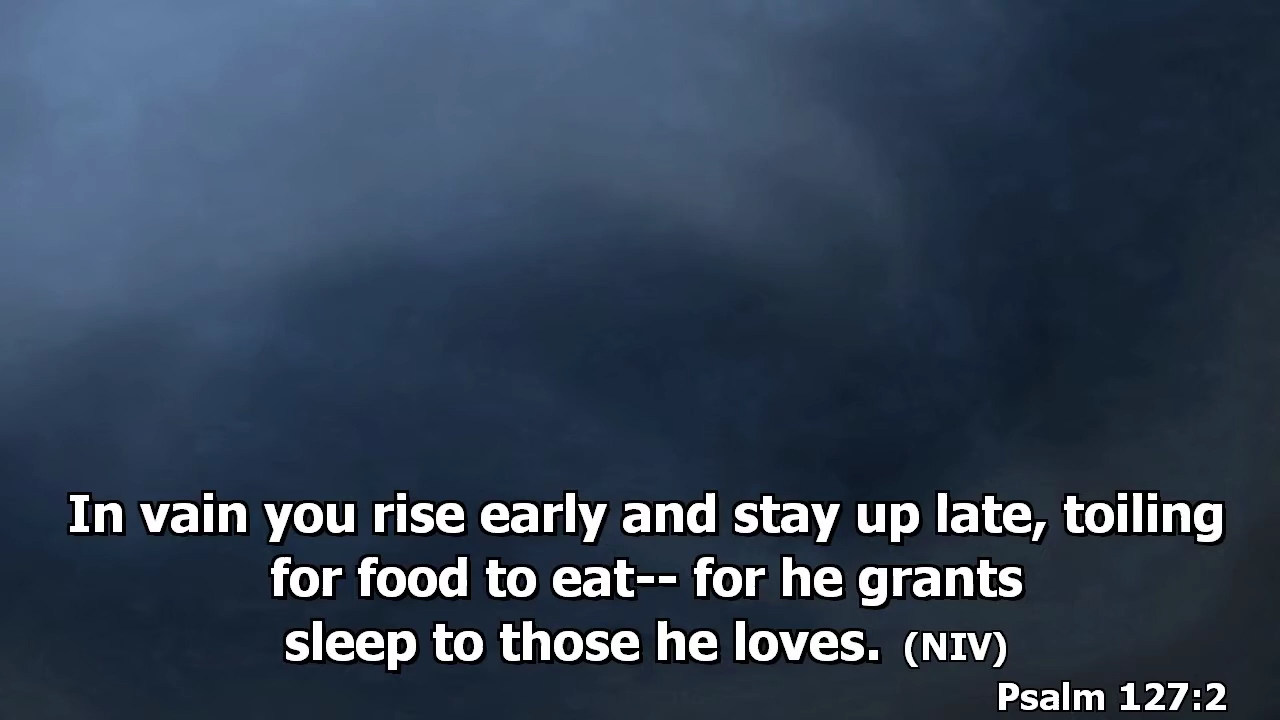 In vain you rise early and stay up late, toiling
for food to eat-- for he grants
sleep to those he loves. (NIV)
Psalm 127:2